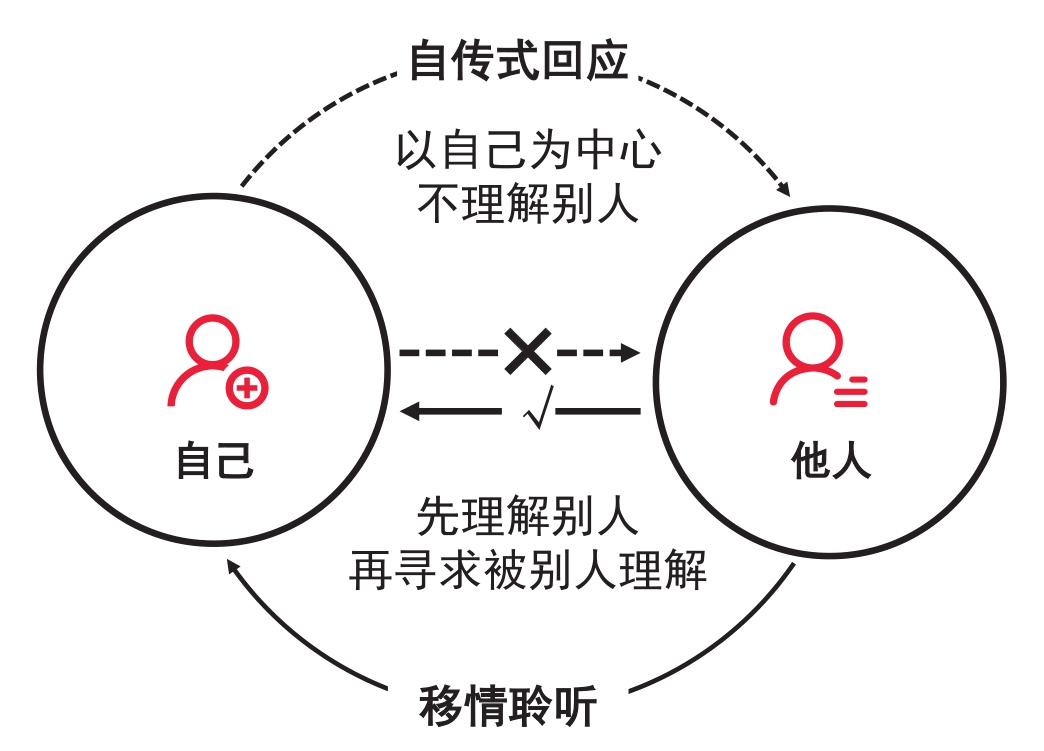 自传式回应
以自己为中心
不理解别人
自己
他人
先理解别人
再寻求被别人理解
移情聆听